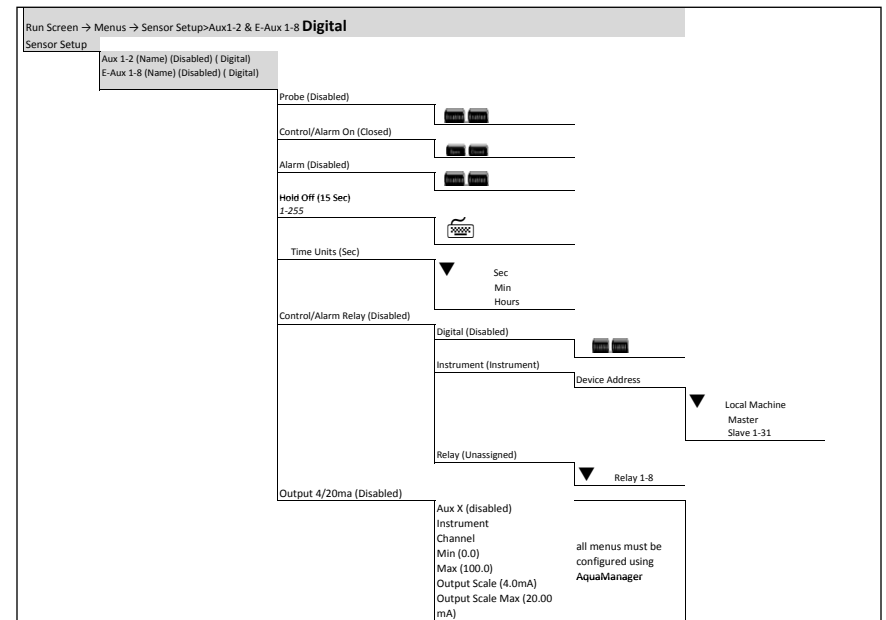 Run Screen → Menus → Sensor Setup>Aux1-2 & E-Aux 1-8 Digital
Sensor Setup
Aux 1-2 (Name) (Disabled) ( Digital)
E-Aux 1-8 (Name) (Disabled) ( Digital)
Probe (Disabled)
Control/Alarm On (Closed)
Alarm (Disabled)
Hold Off (15 Sec)
1-255
Time Units (Sec)
Sec
Min
Hours
Control/Alarm Relay (Disabled)
Digital (Disabled)
Instrument (Instrument)
Device Address
Local Machine
Master
Slave 1-31
Relay (Unassigned)
Relay 1-8
Output 4/20ma (Disabled)
Aux X (disabled)
Instrument
Channel
Min (0.0)
Max (100.0)
Output Scale (4.0mA)
Output Scale Max (20.00
mA)
all menus must be
configured using
AquaManager